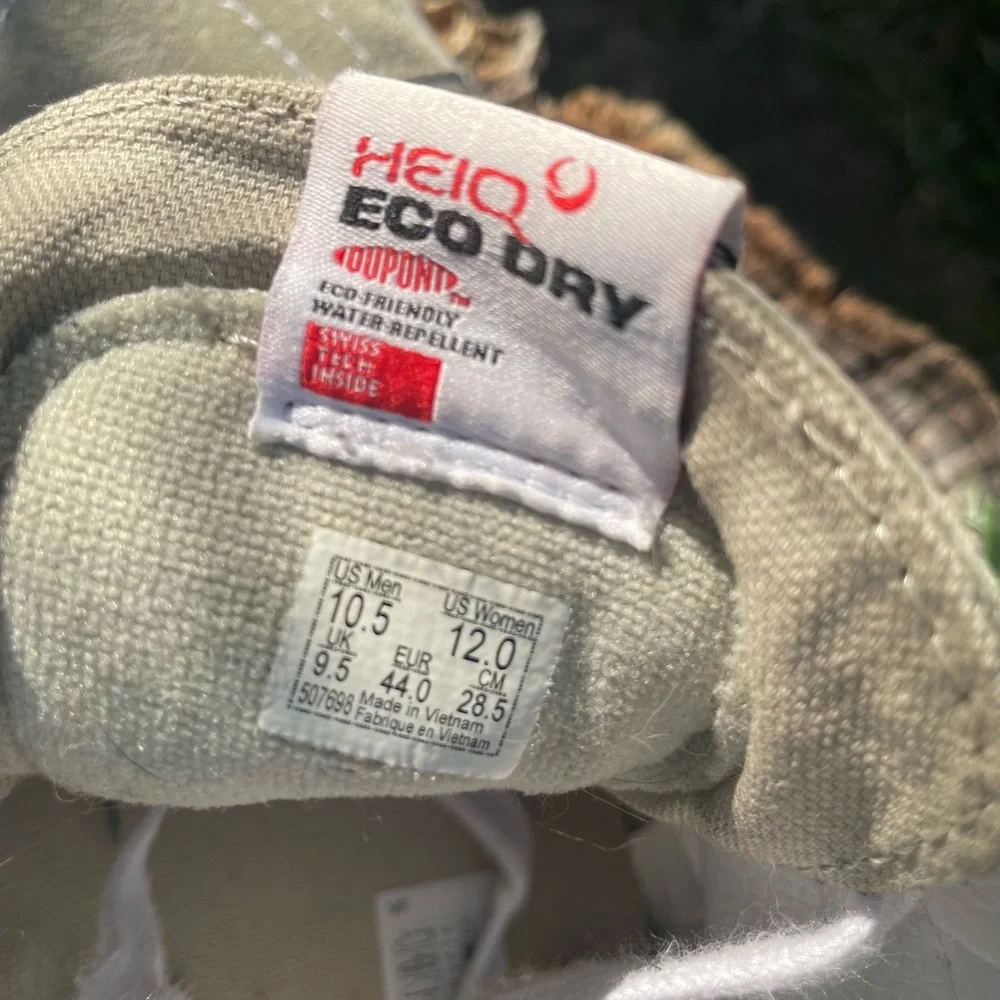 HEIQ
ECO DRY
DUPONT™
ECO-FRIENDLY
WATER-REPELLENT
SWISS
TECH
INSIDE
US Men US Women
10.5 12.0
UK EUR CM
9.5 44.0 28.5
507698 Made in Vietnam
Fabrique en Vietnam